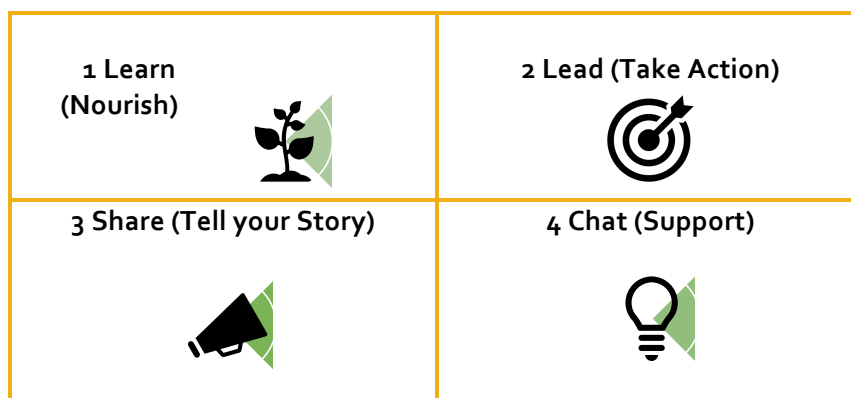 1 Learn
(Nourish)
2 Lead (Take Action)
3 Share (Tell your Story)
4 Chat (Support)